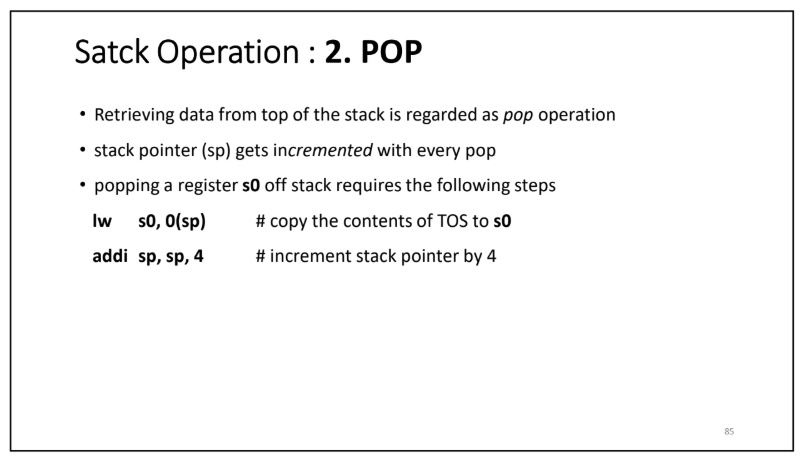 Satck Operation : 2. POP
• Retrieving data from top of the stack is regarded as pop operation
• stack pointer (sp) gets incremented with every pop
• popping a register s0 off stack requires the following steps
lw s0, 0(sp) # copy the contents of TOS to s0
addi sp, sp, 4 # increment stack pointer by 4
85